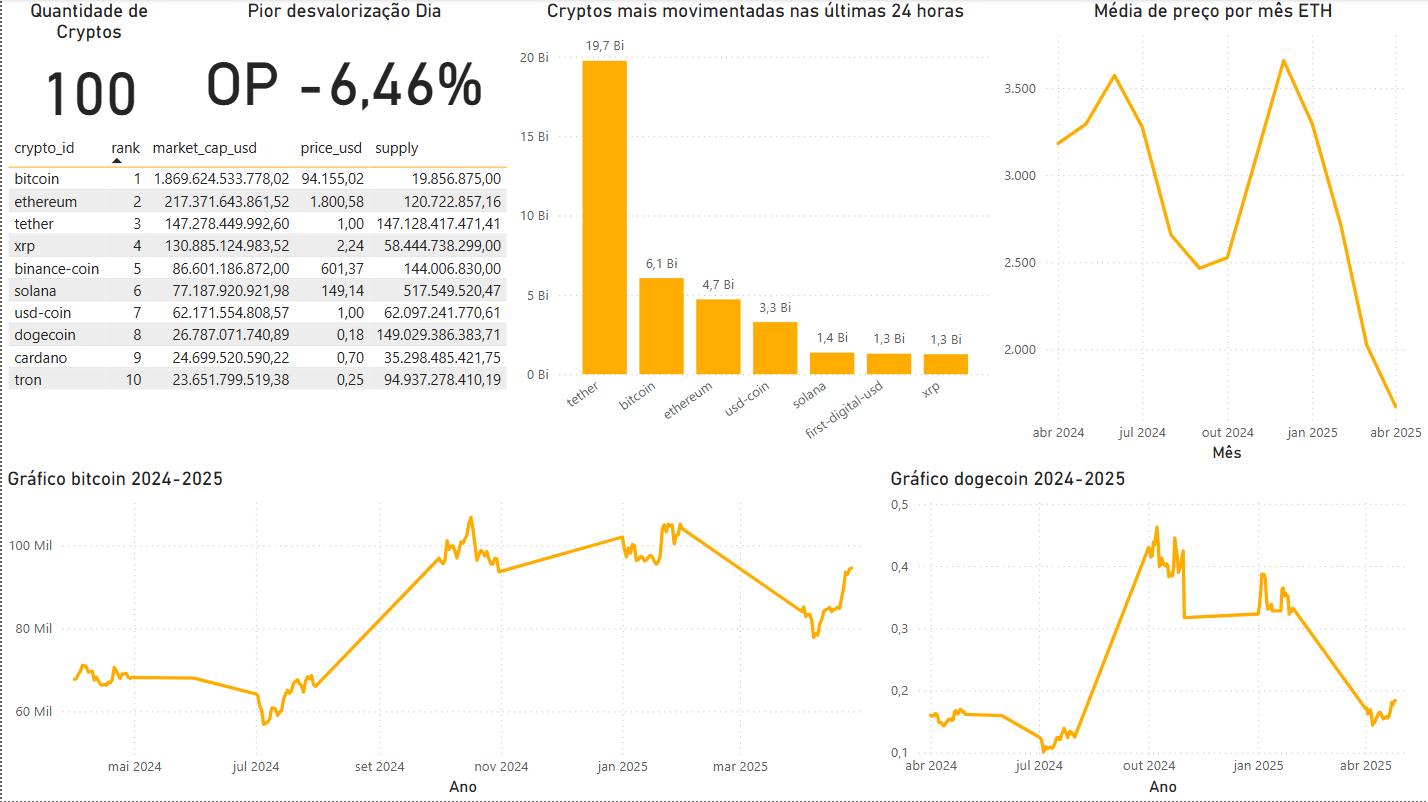 Quantidade de
Cryptos
100
Pior desvalorização Dia
OP -6,46%
crypto_id rank market_cap_usd price_usd supply
bitcoin 1 1.869.624.533.778,02 94.155,02 19.856.875,00
ethereum 2 217.371.643.861,52 1.800,58 120.722.857,16
tether 3 147.278.449.992,60 1,00 147.128.417.471,41
xrp 4 130.885.124.983,52 2,24 58.444.738.299,00
binance-coin 5 86.601.186.872,00 601,37 144.006.830,00
solana 6 77.187.920.921,98 149,14 517.549.520,47
usd-coin 7 62.171.554.808,57 1,00 62.097.241.770,61
dogecoin 8 26.787.071.740,89 0,18 149.029.386.383,71
cardano 9 24.699.520.590,22 0,70 35.298.485.421,75
tron 10 23.651.799.519,38 0,25 94.937.278.410,19
Cryptos mais movimentadas nas últimas 24 horas
20 Bi
15 Bi
10 Bi
5 Bi
0 Bi
19,7 Bi
6,1 Bi
4,7 Bi
3,3 Bi
1,4 Bi
1,3 Bi
1,3 Bi
tether
bitcoin
ethereum
usd-coin
solana
first-digital-usd
xrp
Média de preço por mês ETH
3.500
3.000
2.500
2.000
abr 2024 jul 2024 out 2024 jan 2025 abr 2025
Mês
Gráfico bitcoin 2024-2025
100 Mil
80 Mil
60 Mil
mai 2024 jul 2024 set 2024 nov 2024 jan 2025 mar 2025
Ano
Gráfico dogecoin 2024-2025
0,5
0,4
0,3
0,2
0,1
abr 2024 jul 2024 out 2024 jan 2025 abr 2025
Ano